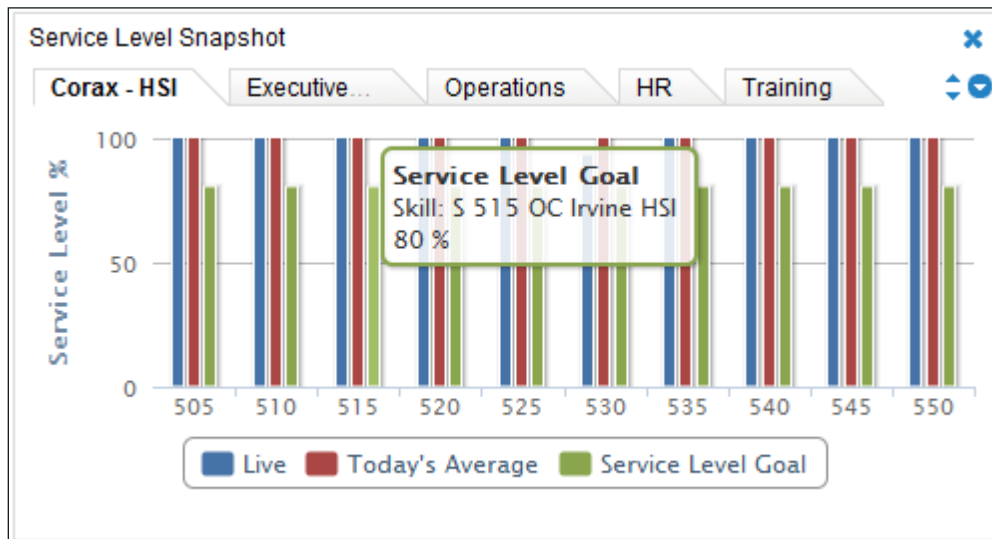 Service Level Snapshot
Corax - HSI Executive... Operations HR Training
Service Level %
100
50
0
Service Level Goal
Skill: S 515 OC Irvine HSI
80 %
505 510 515 520 525 530 535 540 545 550
Live Today's Average Service Level Goal